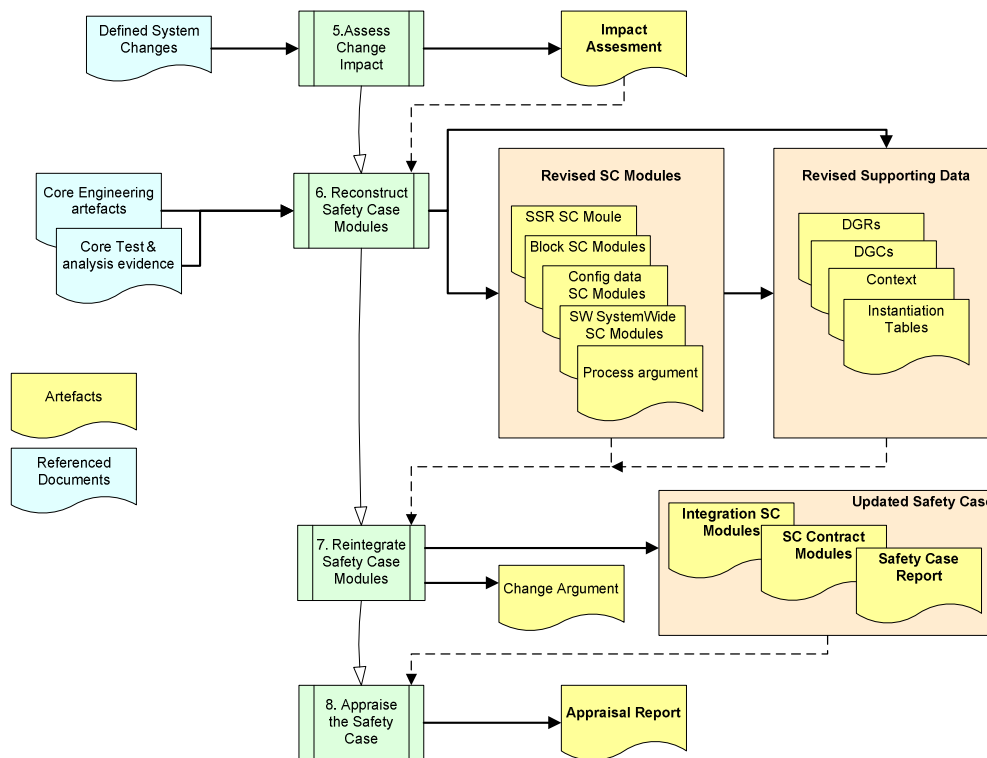 Defined System
Changes
5.Assess
Change
Impact
Impact
Assesment
Core Engineering
artefacts
Core Test &
analysis evidence
6. Reconstruct
Safety Case
Modules
Revised SC Modules
SSR SC Moule
Block SC Modules
Config data
SC Modules
SW SystemWide
SC Modules
Process argument
Revised Supporting Data
DGRs
DGCs
Context
Instantiation
Tables
Artefacts
Referenced
Documents
7. Reintegrate
Safety Case
Modules
Change Argument
Updated Safety Case
Integration SC
Modules
SC Contract
Modules
Safety Case
Report
8. Appraise
the Safety
Case
Appraisal Report